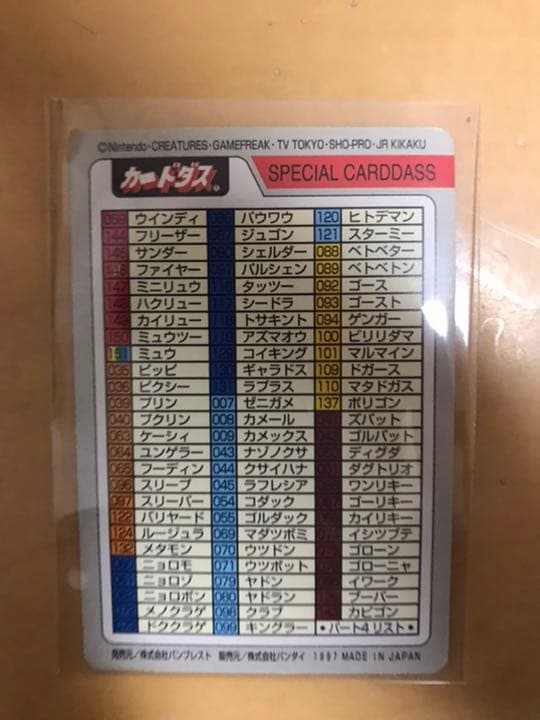 ©Nintendo・CREATURES・GAMEFREAK・TV TOKYO・SHO-PRO・JR KIKAKU
カードダス
SPECIAL CARDDASS
059 ウインディ
144 フリーザー
145 サンダー
146 ファイヤー
147 ミニリュウ
148 ハクリュー
149 カイリュー
150 ミュウツー
151 ミュウ
035 ピッピ
036 ピクシー
039 プリン
040 プクリン
063 ケーシィ
064 ユンゲラー
065 フーディン
096 スリープ
097 スリーパー
122 バリヤード
124 ルージュラ
132 メタモン
ニョロモ
ニョロゾ
ニョロボン
メノクラゲ
ドククラゲ
パウワウ
ジュゴン
シェルダー
パルシェン
タッツー
シードラ
トサキント
アズマオウ
コイキング
ギャラドス
ラプラス
007 ゼニガメ
008 カメール
009 カメックス
043 ナゾノクサ
044 クサイハナ
045 ラフレシア
054 コダック
055 ゴルダック
069 マダツボミ
070 ウツドン
071 ウツボット
079 ヤドン
080 ヤドラン
098 クラブ
099 キングラー
120 ヒトデマン
121 スターミー
088 ベトベター
089 ベトベトン
092 ゴース
093 ゴースト
094 ゲンガー
100 ビリリダマ
101 マルマイン
109 ドガース
110 マタドガス
137 ポリゴン
ズバット
ゴルバット
ディグダ
ダグトリオ
ワンリキー
ゴーリキー
カイリキー
イシツブテ
ゴローン
ゴローニャ
イワーク
ブーバー
カビゴン
・パート4 リスト・
発売元／株式会社バンプレスト 販売元／株式会社バンダイ 1997 MADE IN JAPAN